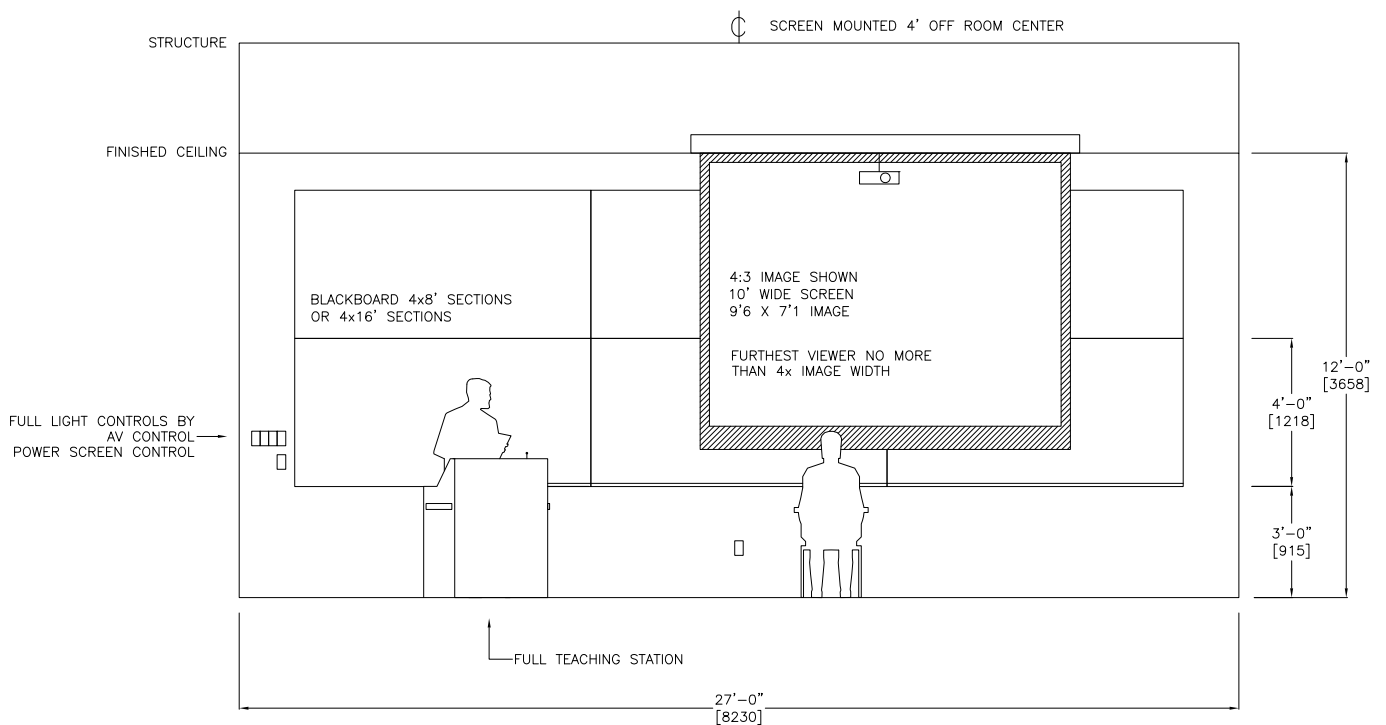 SCREEN MOUNTED 4' OFF ROOM CENTER
STRUCTURE
FINISHED CEILING
4:3 IMAGE SHOWN
10' WIDE SCREEN
9'6 X 7'1 IMAGE
BLACKBOARD 4x8' SECTIONS
OR 4x16' SECTIONS
FURTHEST VIEWER NO MORE
THAN 4x IMAGE WIDTH
12'-0"
[3658]
4'-0"
[1218]
FULL LIGHT CONTROLS BY
AV CONTROL
POWER SCREEN CONTROL
3'-0"
[915]
FULL TEACHING STATION
27'-0"
[8230]